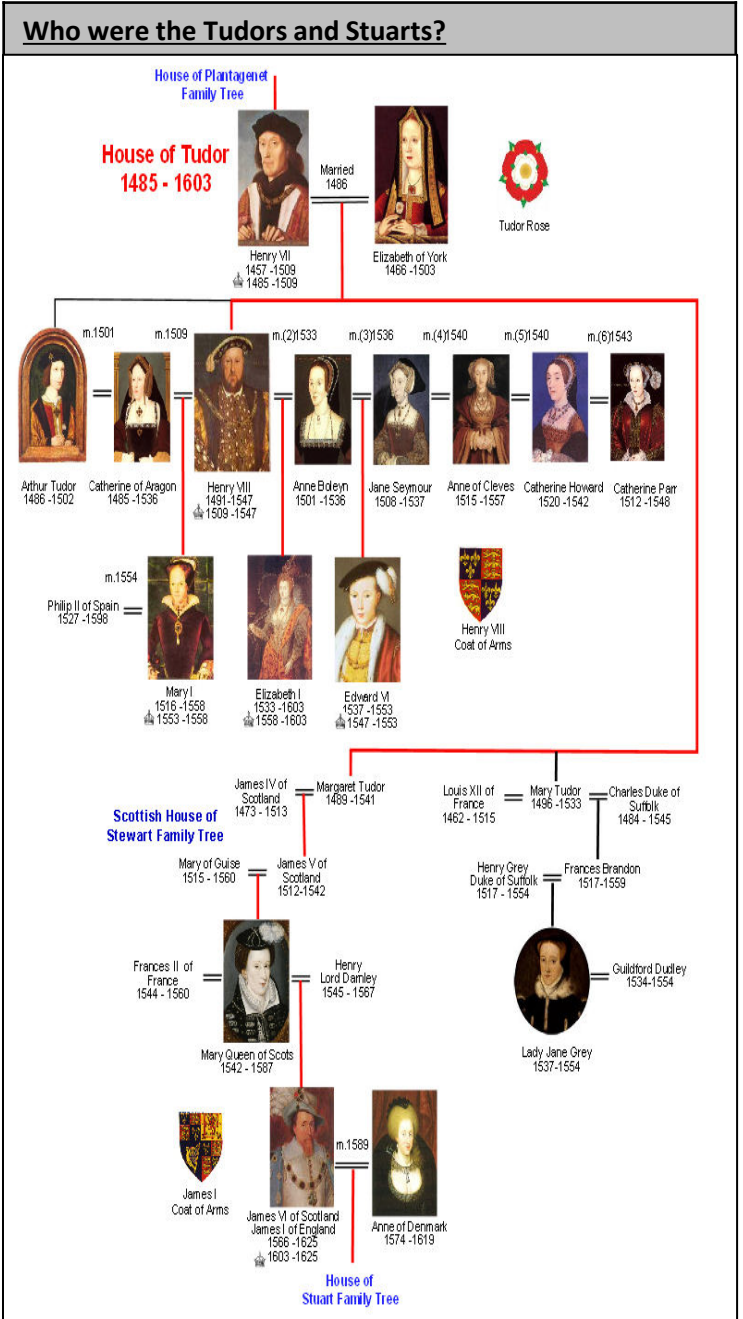 Who were the Tudors and Stuarts?
House of Plantagenet
Family Tree
House of Tudor
1485 - 1603
Married
1486
Tudor Rose
Henry VII
1457 -1509
1485 -1509
Elizabeth of York
1466 -1503
m.1501
m.1509
m.(2)1533
m.(3)1536
m.(4)1540
m.(5)1540
m.(6)1543
Arthur Tudor
1486 -1502
Catherine of Aragon
1485 -1536
Henry VIII
1491-1547
1509 -1547
Anne Boleyn
1501 -1536
Jane Seymour
1508 -1537
Anne of Cleves
1515 -1557
Catherine Howard
1520 -1542
Catherine Parr
1512 -1548
m.1554
Philip II of Spain
1527 -1598
Mary I
1516 -1558
1553 -1558
Elizabeth I
1533 -1603
1558 -1603
Edward VI
1537 -1553
1547 -1553
Henry VIII
Coat of Arms
James IV of
Scotland
1473 - 1513
Margaret Tudor
1489 -1541
Louis XII of
France
1462 - 1515
Mary Tudor
1496 -1533
Charles Duke of
Suffolk
1484 - 1545
Scottish House of
Stewart Family Tree
Mary of Guise
1515 - 1560
James V of
Scotland
1512-1542
Henry Grey
Duke of Suffolk
1517 - 1554
Frances Brandon
1517-1559
Frances II of
France
1544 - 1560
Henry
Lord Darnley
1545 - 1567
Guildford Dudley
1534-1554
Mary Queen of Scots
1542 - 1587
Lady Jane Grey
1537-1554
m.1589
James I
Coat of Arms
James VI of Scotland
James I of England
1566 -1625
1603 -1625
Anne of Denmark
1574 -1619
House of
Stuart Family Tree